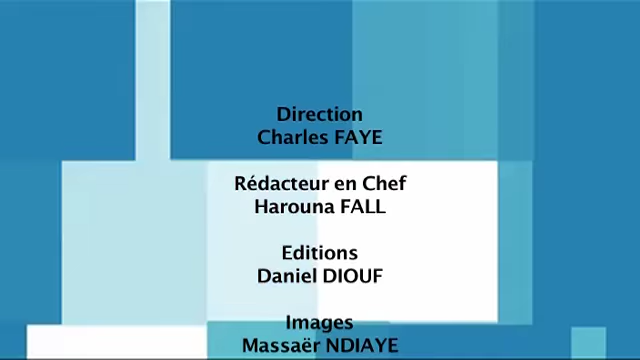 Direction
Charles FAYE
Rédacteur en Chef
Harouna FALL
Editions
Daniel DIOUF
Images
Massaër NDIAYE